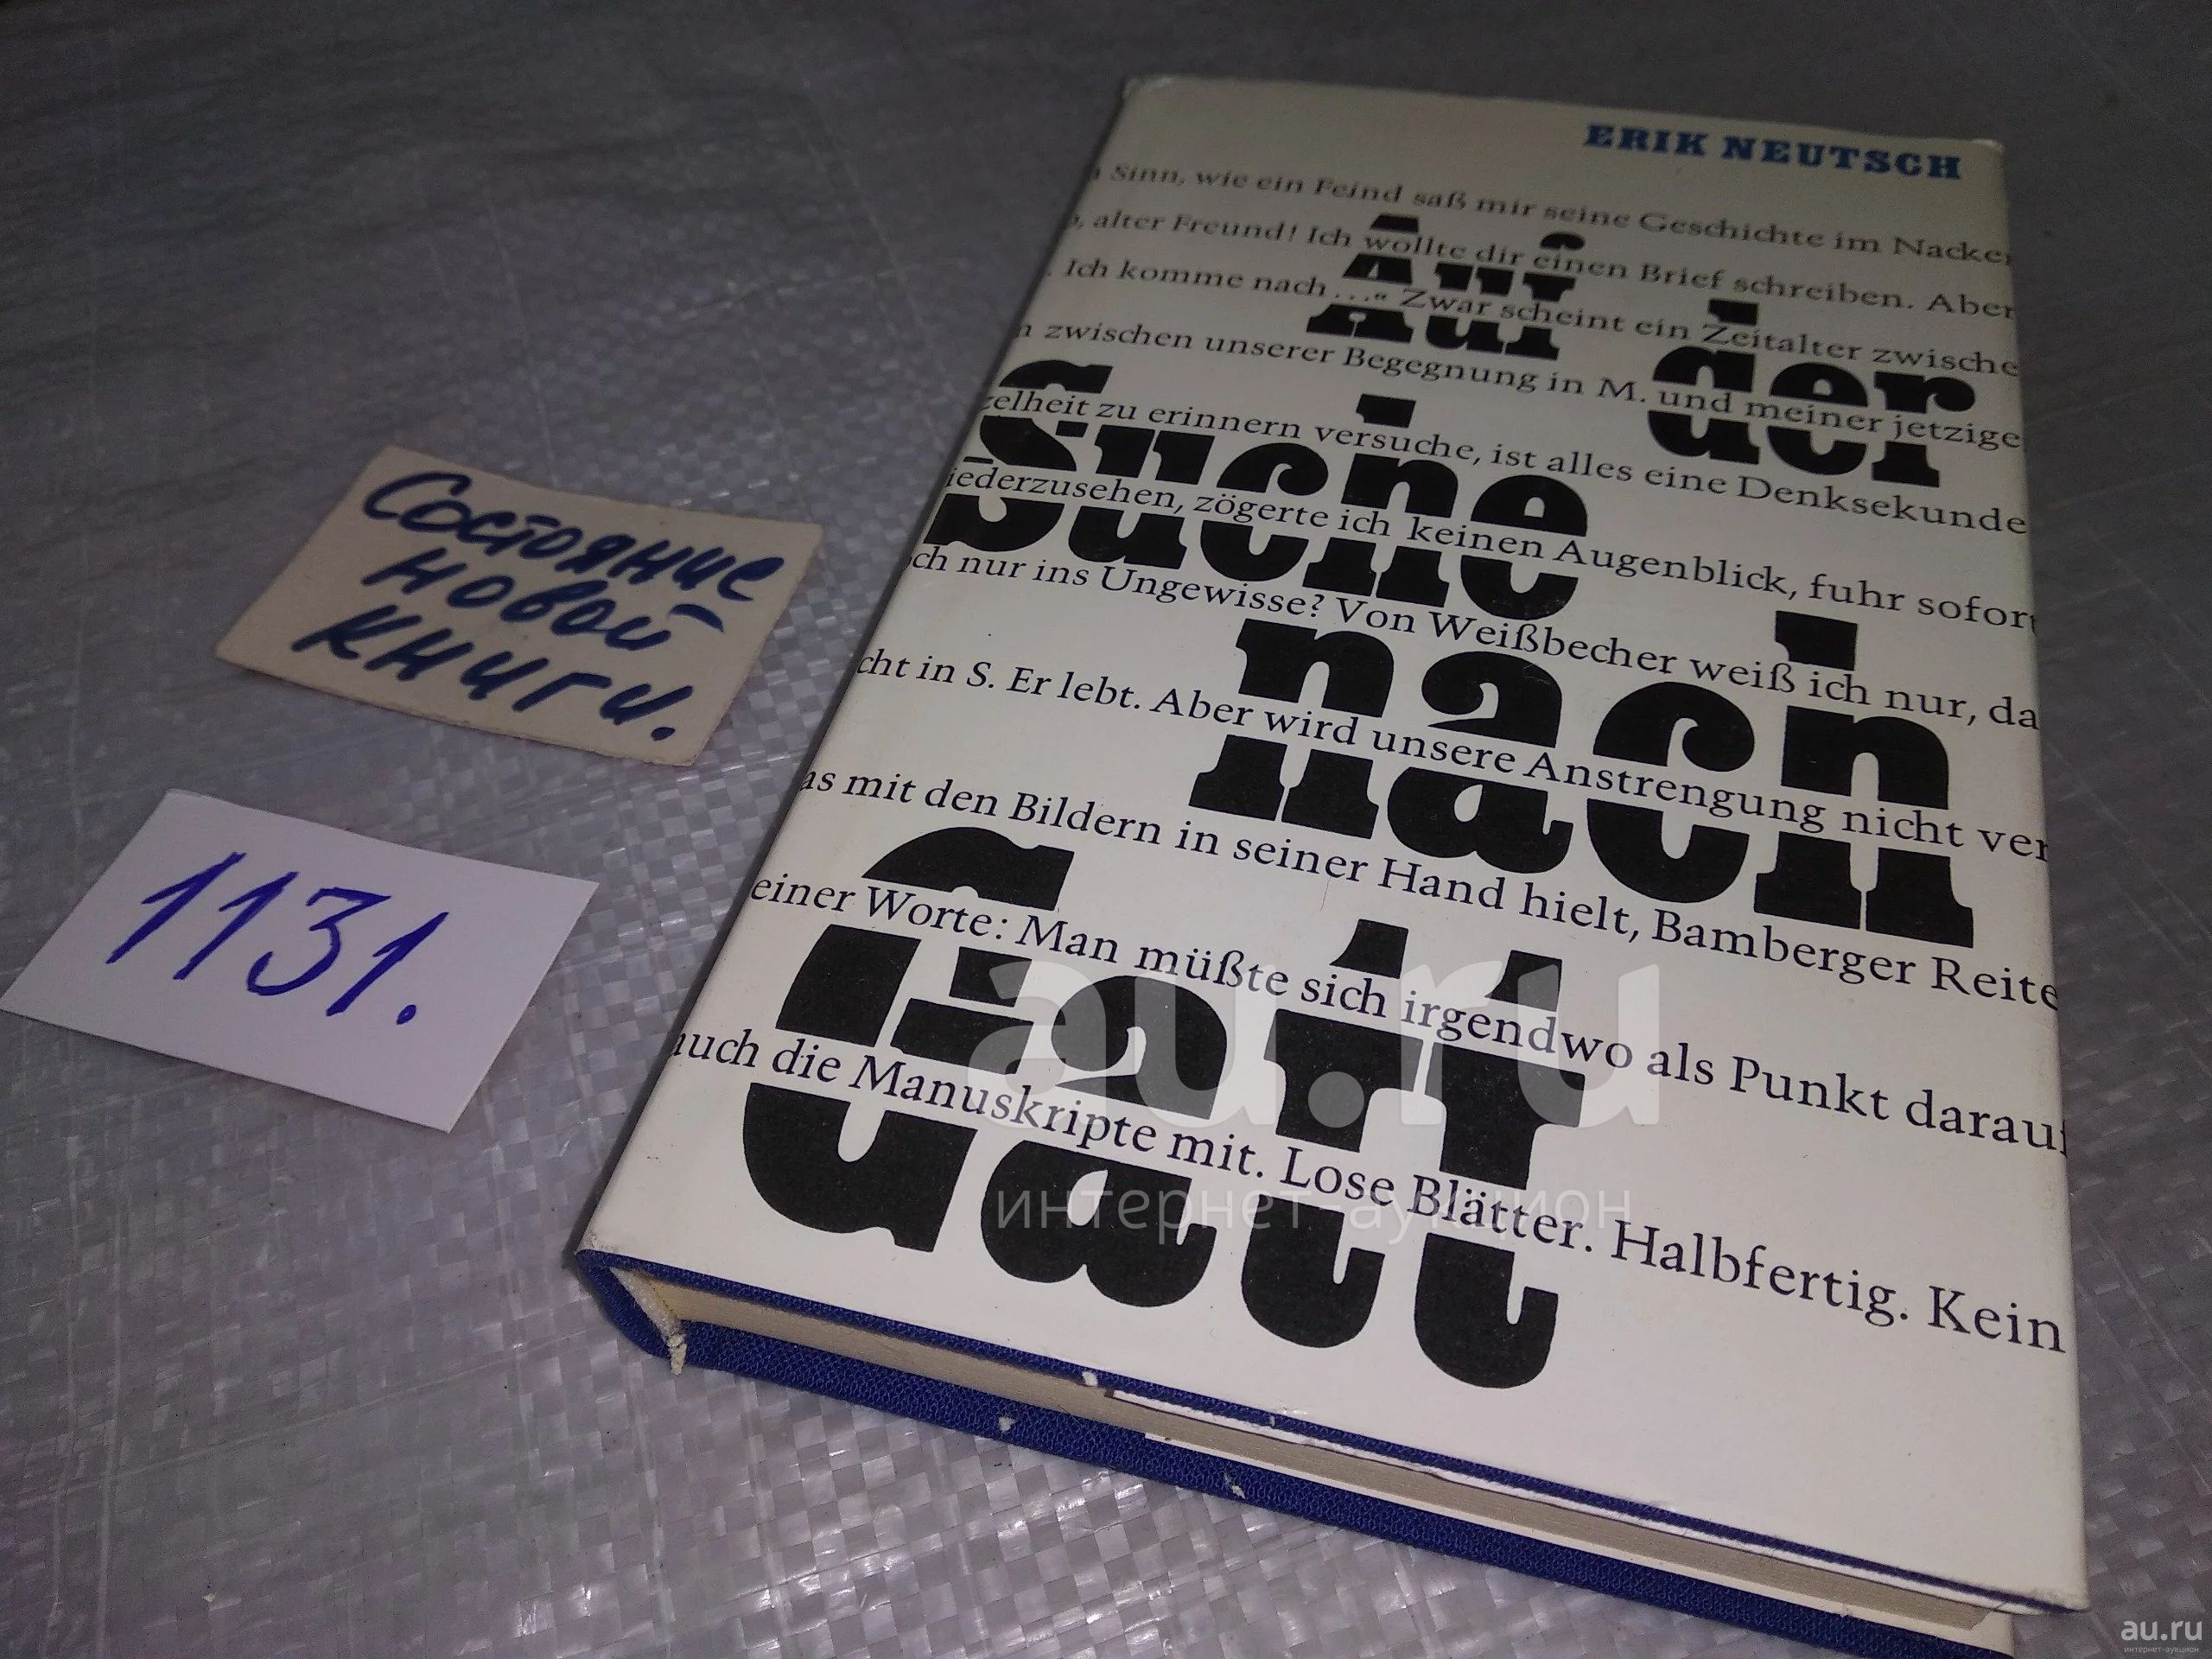 ERIK NEUTSCH
Sinn, wie ein Feind saß mir seine Geschichte im Nacken
, alter Freund! Ich wollte dir einen Brief schreiben. Aber
. Ich komme nach ...“ Zwar scheint ein Zeitalter zwische
Auf der
n zwischen unserer Begegnung in M. und meiner jetzige
zelheit zu erinnern versuche, ist alles eine Denksekunde
Suche
iederzusehen, zögerte ich keinen Augenblick, fuhr sofort
ch nur ins Ungewisse? Von Weißbecher weiß ich nur, da
nach
cht in S. Er lebt. Aber wird unsere Anstrengung nicht ver
as mit den Bildern in seiner Hand hielt, Bamberger Reite
Gatt
einer Worte: Man müßte sich irgendwo als Punkt darauf
auch die Manuskripte mit. Lose Blätter. Halbfertig. Kein
Состояние
новой
книги.
1131.
au.ru
интернет-аукцион
au.ru
интернет-аукцион